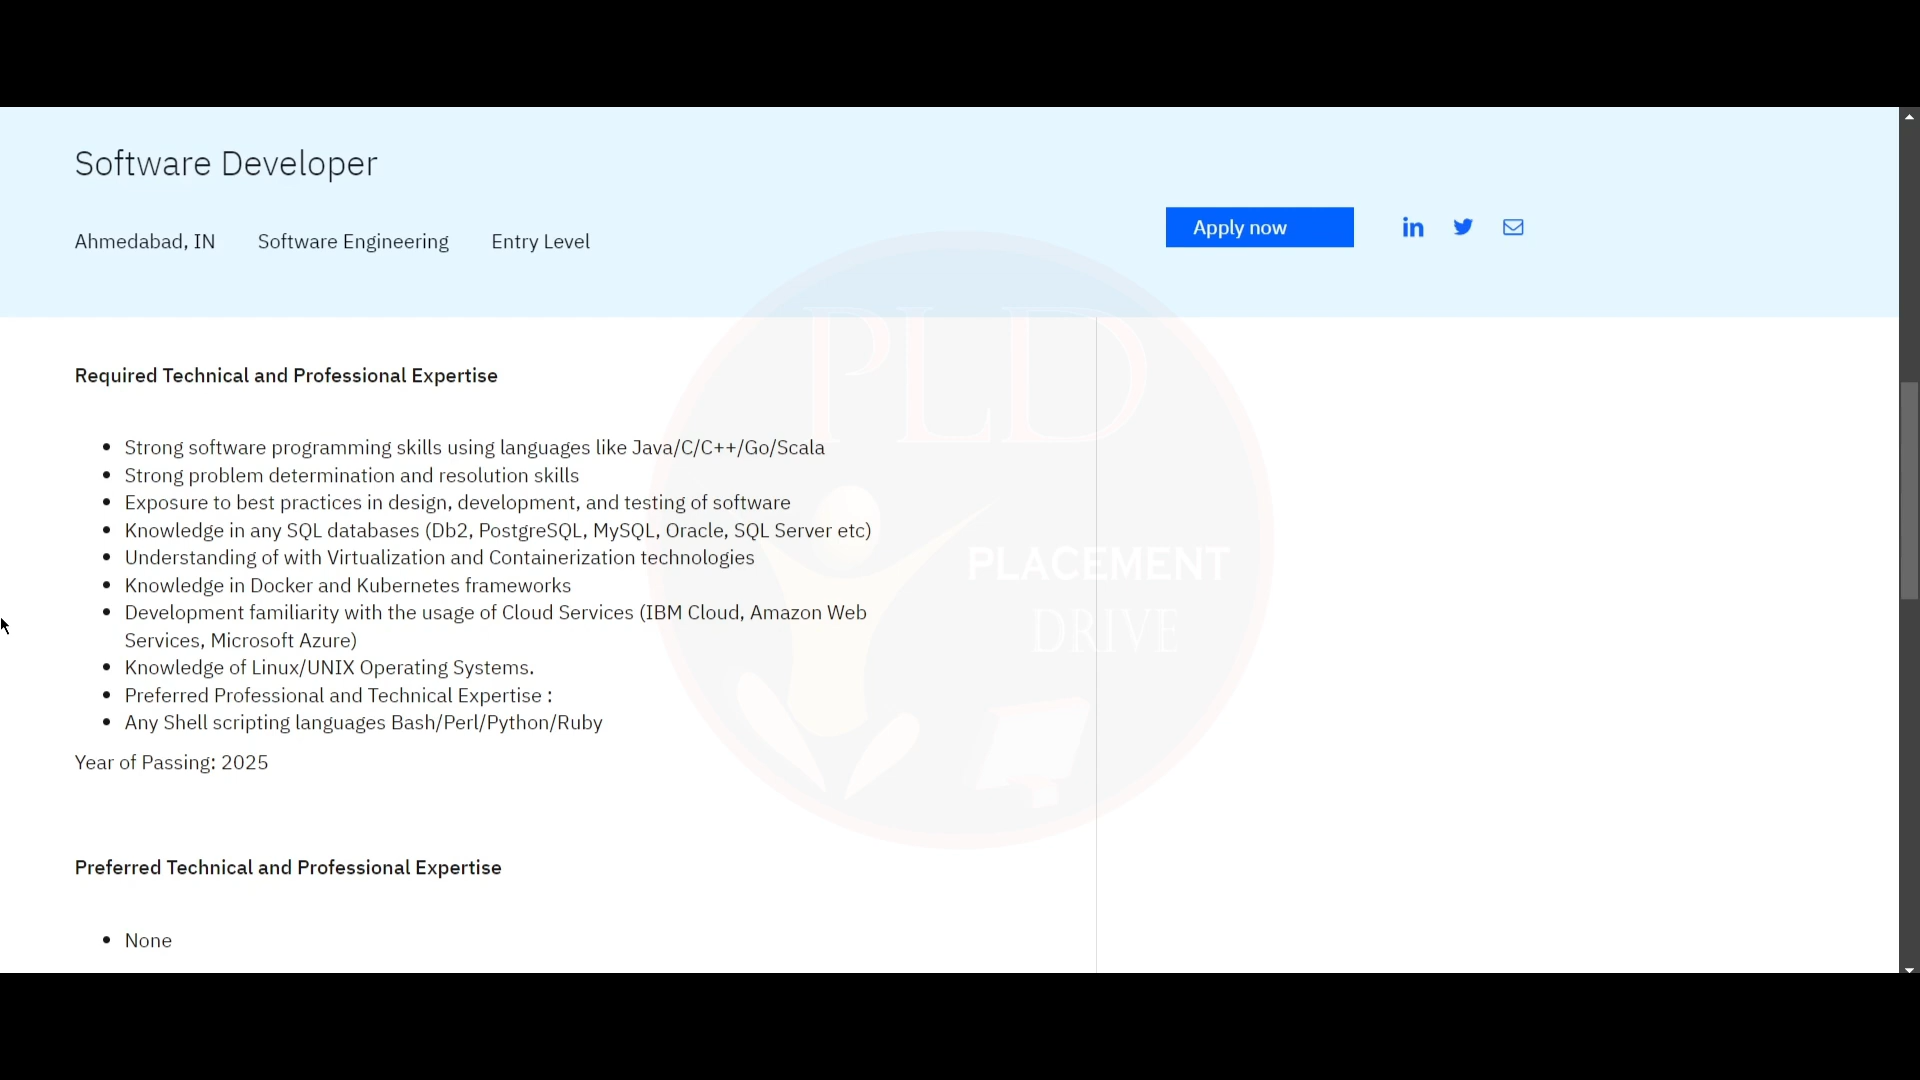 Software Developer
Ahmedabad, IN Software Engineering Entry Level
Apply now
in
Required Technical and Professional Expertise
• Strong software programming skills using languages like Java/C/C++/Go/Scala
• Strong problem determination and resolution skills
• Exposure to best practices in design, development, and testing of software
• Knowledge in any SQL databases (Db2, PostgreSQL, MySQL, Oracle, SQL Server etc)
• Understanding of with Virtualization and Containerization technologies
• Knowledge in Docker and Kubernetes frameworks
• Development familiarity with the usage of Cloud Services (IBM Cloud, Amazon Web
Services, Microsoft Azure)
• Knowledge of Linux/UNIX Operating Systems.
• Preferred Professional and Technical Expertise :
• Any Shell scripting languages Bash/Perl/Python/Ruby
Year of Passing: 2025
Preferred Technical and Professional Expertise
• None
PLD
PLACEMENT
DRIVE